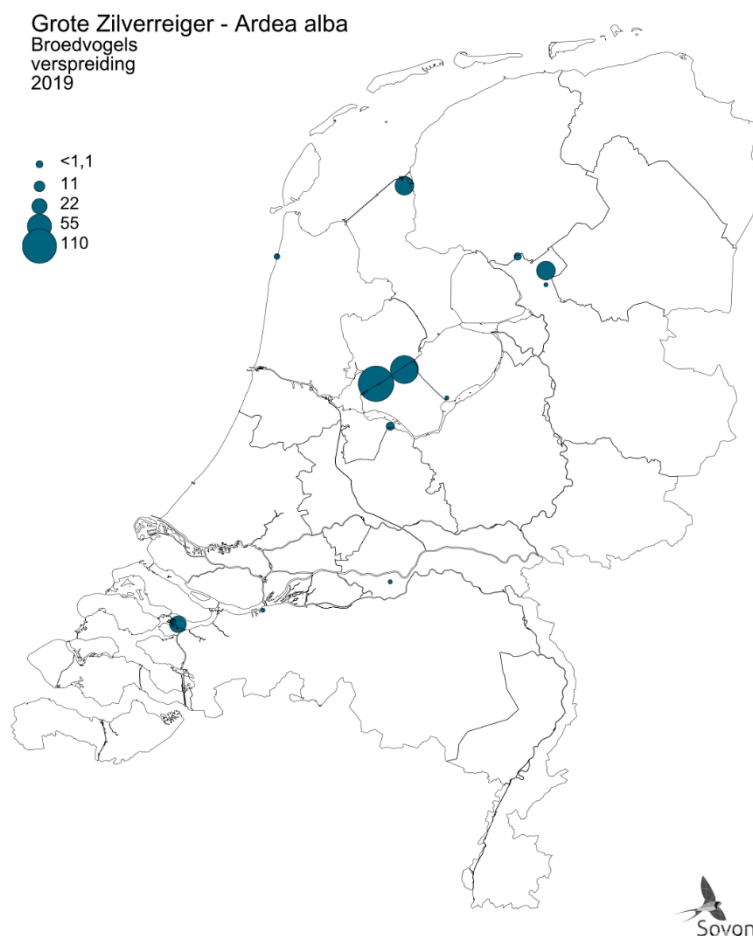 Grote Zilverreiger - Ardea alba
Broedvogels
verspreiding
2019
<1,1
11
22
55
110
Sovon